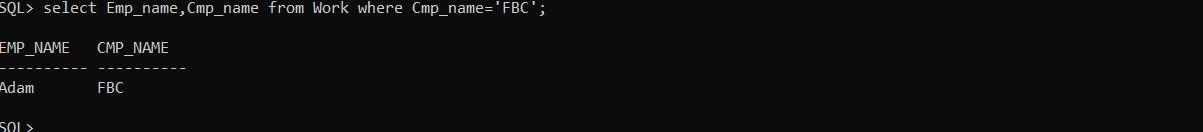 SQL> select Emp_name,Cmp_name from Work where Cmp_name='FBC';
EMP_NAME   CMP_NAME
---------- ----------
Adam       FBC
SQL>